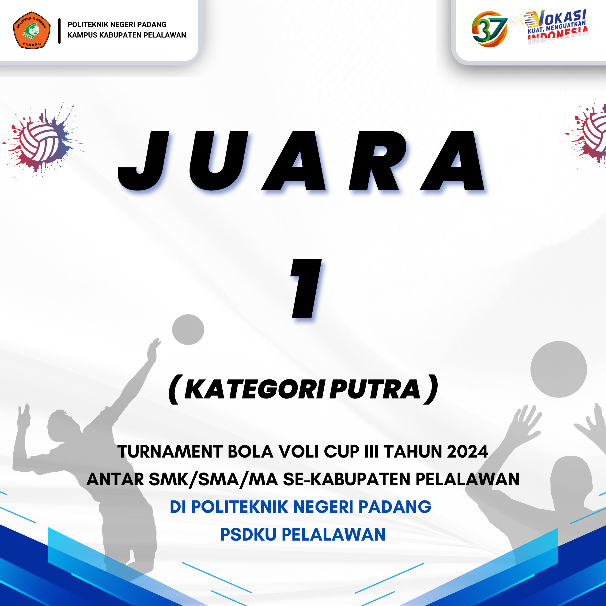 POLITEKNIK NEGERI PADANG
KAMPUS KABUPATEN PELALAWAN
37
VOKASI
KUAT, MENGUATKAN
INDONESIA
JUARA
1
( KATEGORI PUTRA )
TURNAMENT BOLA VOLI CUP III TAHUN 2024
ANTAR SMK/SMA/MA SE-KABUPATEN PELALAWAN
DI POLITEKNIK NEGERI PADANG
PSDKU PELALAWAN